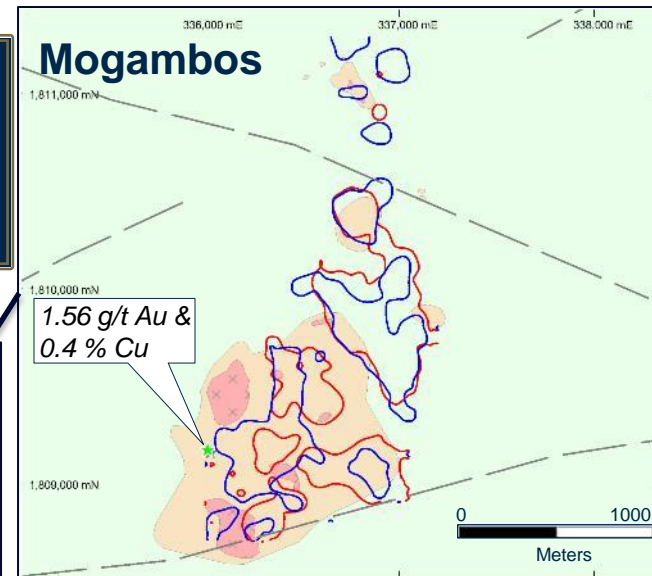 336,000 mE
337,000 mE
338,000 mE
Mogambos
1,811,000 mN
1,810,000 mN
1.56 g/t Au &
0.4 % Cu
1,809,000 mN
0 1000
Meters